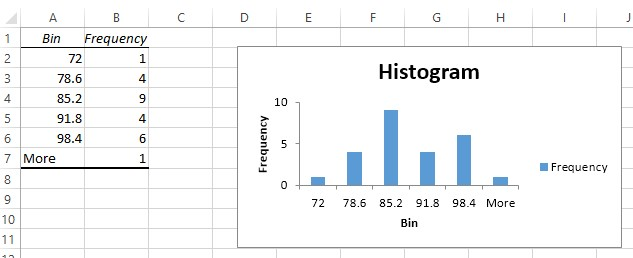 A B C D E F G H I J
1 Bin Frequency
2 72 1
3 78.6 4
4 85.2 9
5 91.8 4
6 98.4 6
7 More 1
8
9
10
11
Histogram
10
5
0
Frequency
72 78.6 85.2 91.8 98.4 More
Bin
Frequency